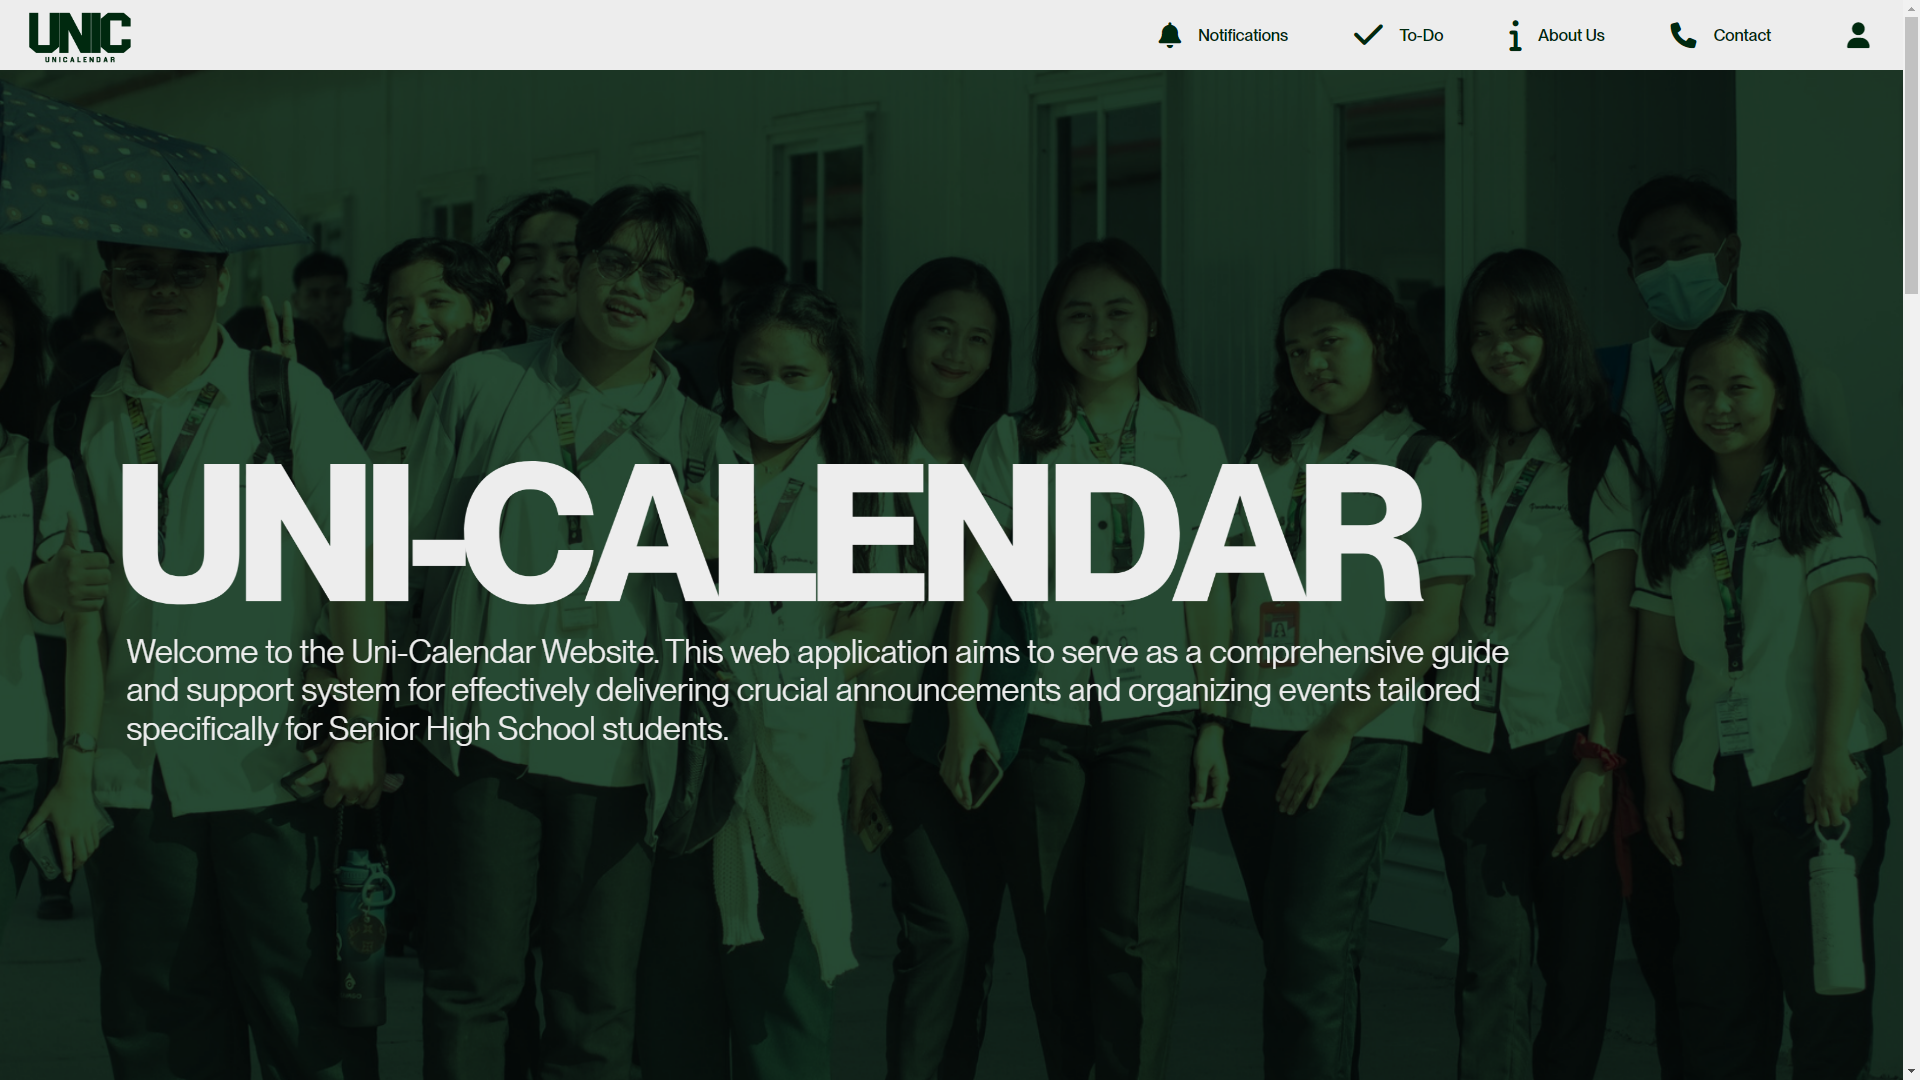 UNIC
UNICALENDAR
Notifications
To-Do
About Us
Contact
UNI-CALENDAR
Welcome to the Uni-Calendar Website. This web application aims to serve as a comprehensive guide
and support system for effectively delivering crucial announcements and organizing events tailored
specifically for Senior High School students.